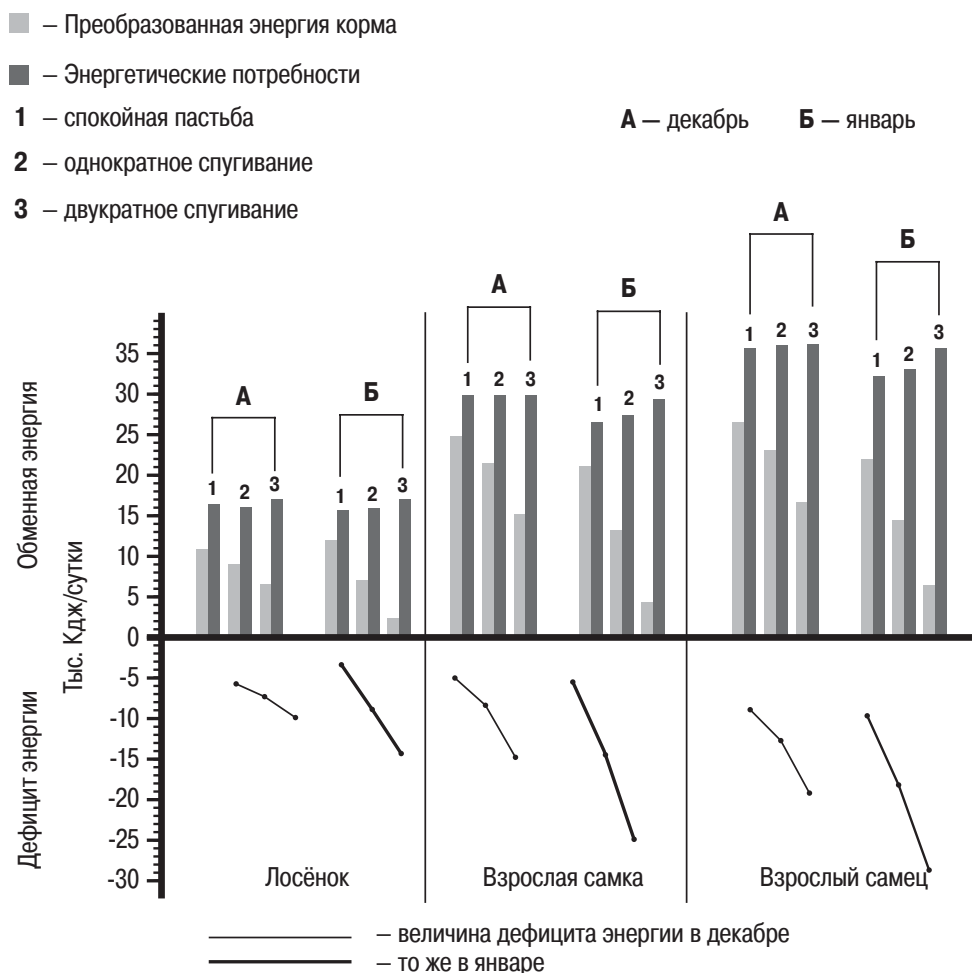 – Преобразованная энергия корма
– Энергетические потребности
1 – спокойная пастьба
А — декабрь Б — январь
2 – однократное спугивание
3 – двукратное спугивание
А
Б
А
Б
1 2 3
1 2 3
А
Б
1 2 3
1 2 3
1 2 3
1 2 3
Обменная энергия
Дефицит энергии
Тыс. Кдж/сутки
35
30
25
20
15
10
5
0
-5
-10
-15
-20
-25
-30
Лосёнок Взрослая самка Взрослый самец
– величина дефицита энергии в декабре
– то же в январе